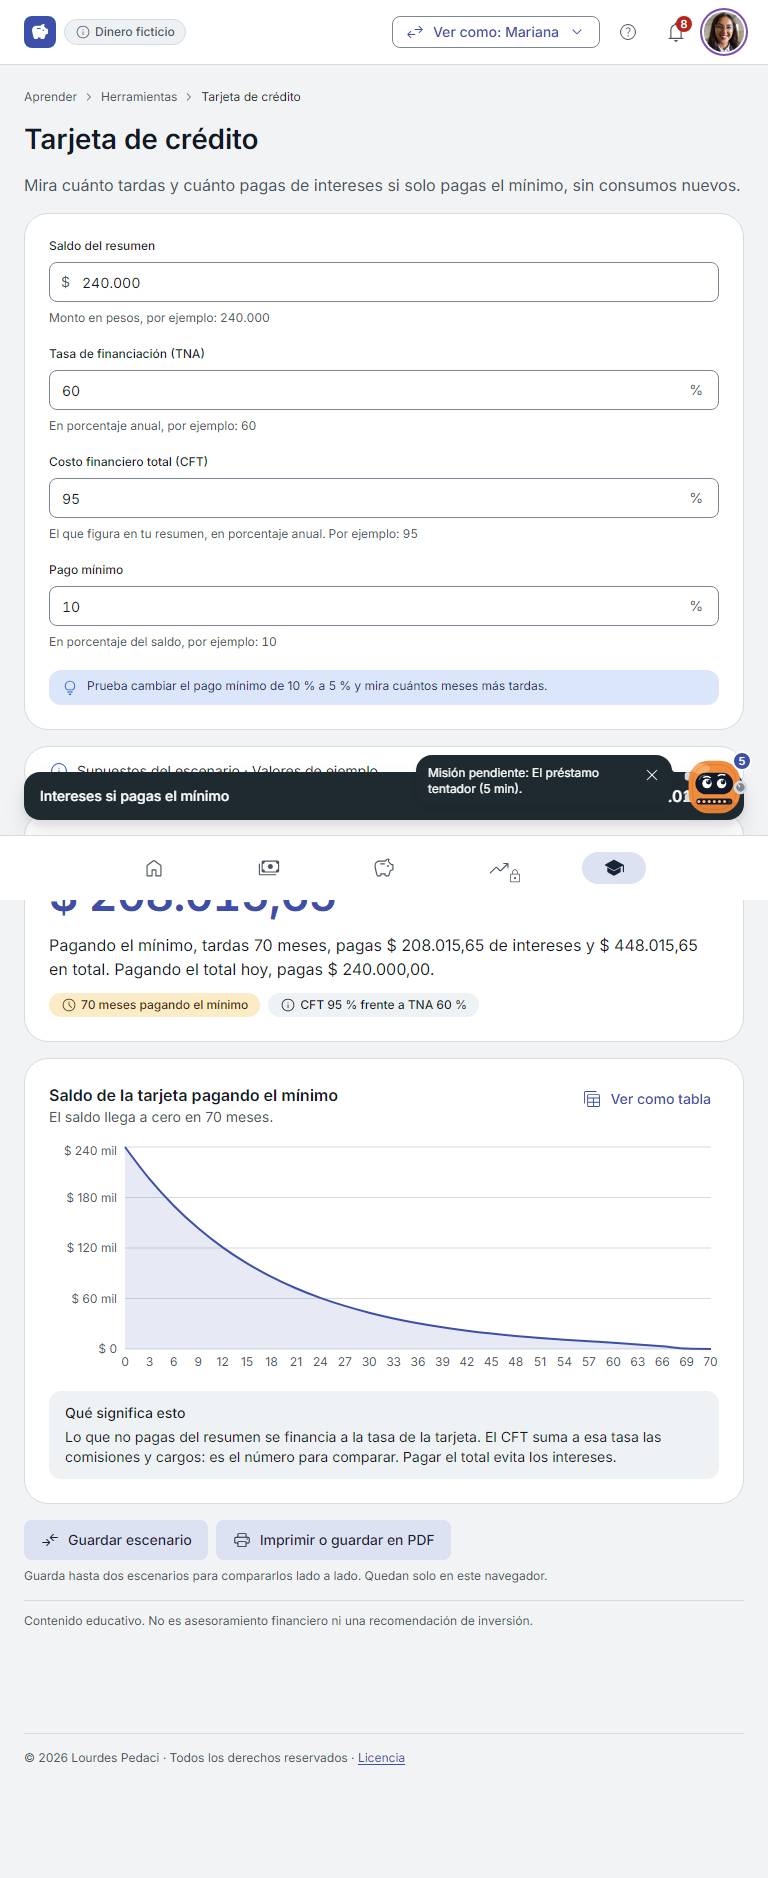 Dinero ficticio
Ver como: Mariana
8
Aprender
Herramientas
Tarjeta de crédito
Tarjeta de crédito
Mira cuánto tardas y cuánto pagas de intereses si solo pagas el mínimo, sin consumos nuevos.
Saldo del resumen
$ 240.000
Monto en pesos, por ejemplo: 240.000
Tasa de financiación (TNA)
60 %
En porcentaje anual, por ejemplo: 60
Costo financiero total (CFT)
95 %
El que figura en tu resumen, en porcentaje anual. Por ejemplo: 95
Pago mínimo
10 %
En porcentaje del saldo, por ejemplo: 10
Prueba cambiar el pago mínimo de 10 % a 5 % y mira cuántos meses más tardas.
Supuestos del escenario · Valores de ejemplo
Misión pendiente: El préstamo
tentador (5 min).
5
Intereses si pagas el mínimo
$ 208.015,65
Pagando el mínimo, tardas 70 meses, pagas $ 208.015,65 de intereses y $ 448.015,65
en total. Pagando el total hoy, pagas $ 240.000,00.
70 meses pagando el mínimo
CFT 95 % frente a TNA 60 %
Saldo de la tarjeta pagando el mínimo
Ver como tabla
El saldo llega a cero en 70 meses.
$ 240 mil
$ 180 mil
$ 120 mil
$ 60 mil
$ 0
0 3 6 9 12 15 18 21 24 27 30 33 36 39 42 45 48 51 54 57 60 63 66 69 70
Qué significa esto
Lo que no pagas del resumen se financia a la tasa de la tarjeta. El CFT suma a esa tasa las
comisiones y cargos: es el número para comparar. Pagar el total evita los intereses.
Guardar escenario
Imprimir o guardar en PDF
Guarda hasta dos escenarios para compararlos lado a lado. Quedan solo en este navegador.
Contenido educativo. No es asesoramiento financiero ni una recomendación de inversión.
© 2026 Lourdes Pedaci · Todos los derechos reservados · Licencia